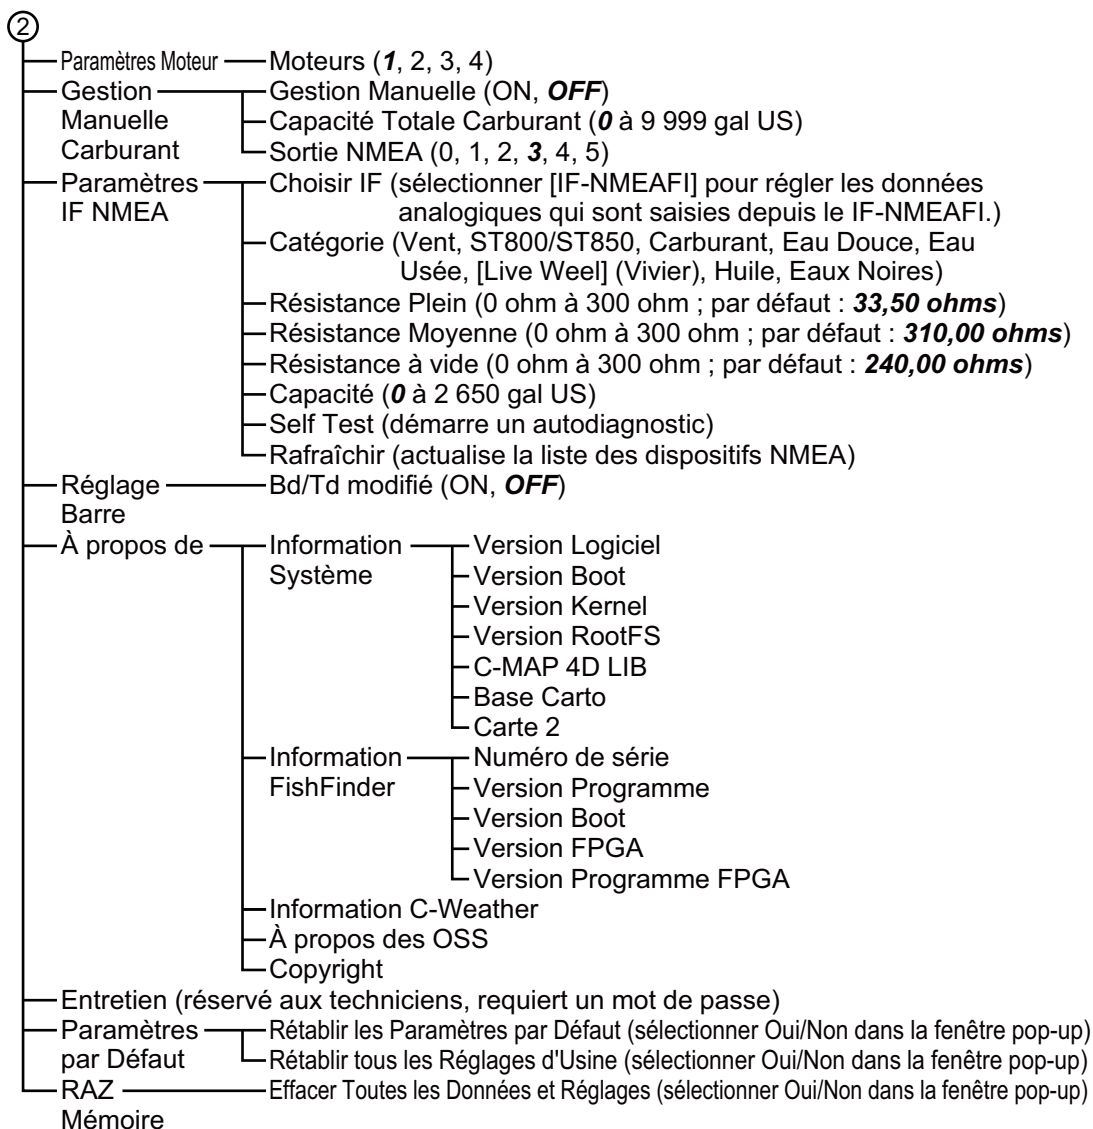 2
Paramètres Moteur Moteurs (1, 2, 3, 4)
Gestion Manuelle Carburant
Gestion Manuelle (ON, OFF)
Capacité Totale Carburant (0 à 9 999 gal US)
Sortie NMEA (0, 1, 2, 3, 4, 5)
Paramètres IF NMEA
Choisir IF (sélectionner [IF-NMEAFI] pour régler les données
analogiques qui sont saisies depuis le IF-NMEAFI.)
Catégorie (Vent, ST800/ST850, Carburant, Eau Douce, Eau
Usée, [Live Weel] (Vivier), Huile, Eaux Noires)
Résistance Plein (0 ohm à 300 ohm ; par défaut : 33,50 ohms)
Résistance Moyenne (0 ohm à 300 ohm ; par défaut : 310,00 ohms)
Résistance à vide (0 ohm à 300 ohm ; par défaut : 240,00 ohms)
Capacité (0 à 2 650 gal US)
Self Test (démarre un autodiagnostic)
Rafraîchir (actualise la liste des dispositifs NMEA)
Réglage Barre
Bd/Td modifié (ON, OFF)
À propos de
Information Système
Version Logiciel
Version Boot
Version Kernel
Version RootFS
C-MAP 4D LIB
Base Carto
Carte 2
Information FishFinder
Numéro de série
Version Programme
Version Boot
Version FPGA
Version Programme FPGA
Information C-Weather
À propos des OSS
Copyright
Entretien (réservé aux techniciens, requiert un mot de passe)
Paramètres par Défaut
Rétablir les Paramètres par Défaut (sélectionner Oui/Non dans la fenêtre pop-up)
Rétablir tous les Réglages d'Usine (sélectionner Oui/Non dans la fenêtre pop-up)
RAZ Mémoire
Effacer Toutes les Données et Réglages (sélectionner Oui/Non dans la fenêtre pop-up)